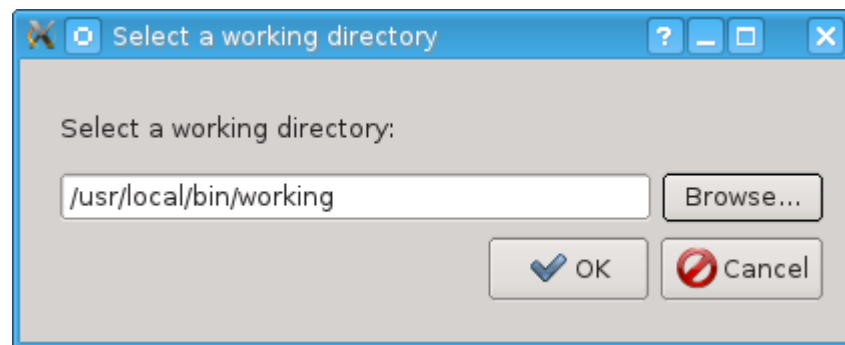 Select a working directory
Select a working directory:
/usr/local/bin/working Browse...
OK Cancel